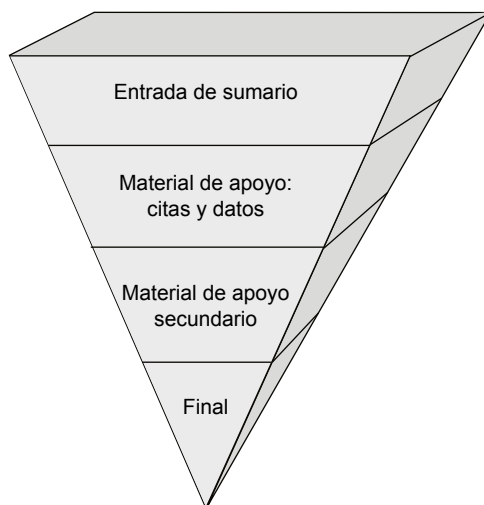 Entrada de sumario
Material de apoyo:
citas y datos
Material de apoyo
secundario
Final